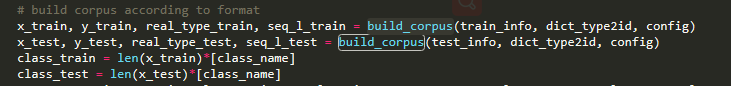 # build corpus according to format
x_train, y_train, real_type_train, seq_l_train = build_corpus(train_info, dict_type2id, config)
x_test, y_test, real_type_test, seq_l_test = build_corpus(test_info, dict_type2id, config)
class_train = len(x_train)*[class_name]
class_test = len(x_test)*[class_name]